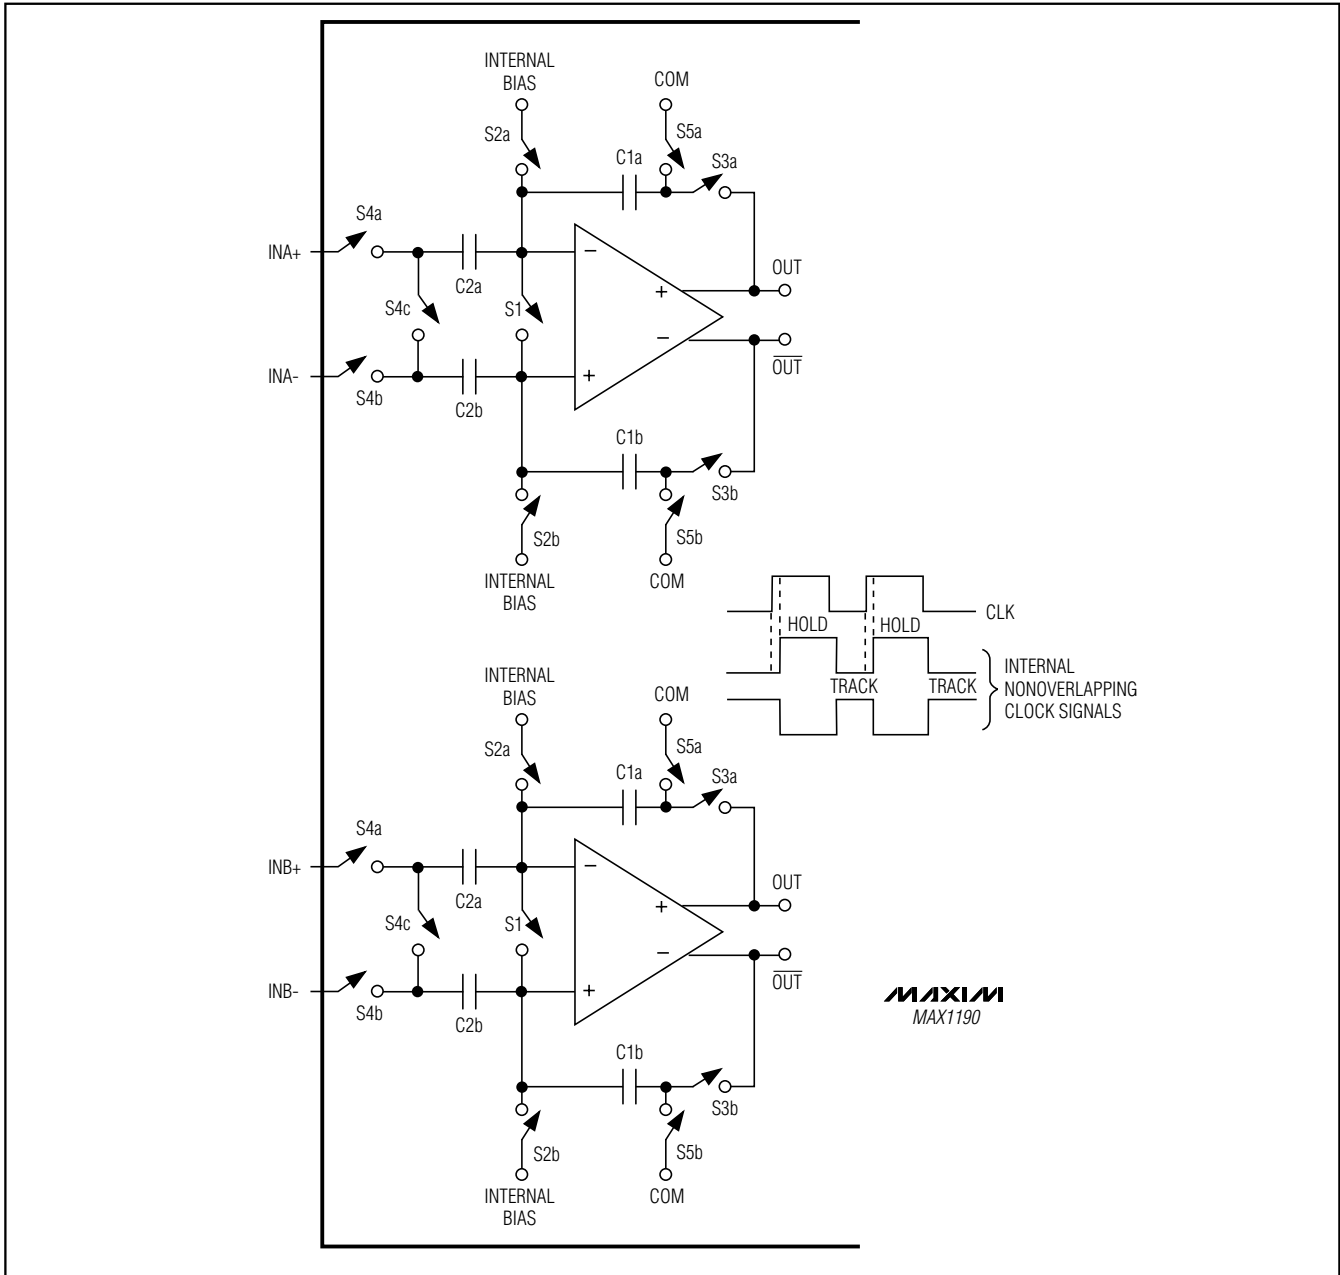 INTERNAL
BIAS
COM
S2a
S5a
C1a
S3a
S4a
INA+
−
C2a
OUT
+
S4c
S1
−
OUT
INA-
+
S4b
C2b
C1b
S3b
S2b
S5b
INTERNAL
BIAS
COM
CLK
HOLD
HOLD
TRACK
TRACK
INTERNAL
NONOVERLAPPING
CLOCK SIGNALS
INTERNAL
BIAS
COM
S2a
S5a
C1a
S3a
S4a
INB+
−
C2a
OUT
+
S4c
S1
−
OUT
INB-
+
S4b
C2b
MAXIM
MAX1190
C1b
S3b
S2b
S5b
INTERNAL
BIAS
COM